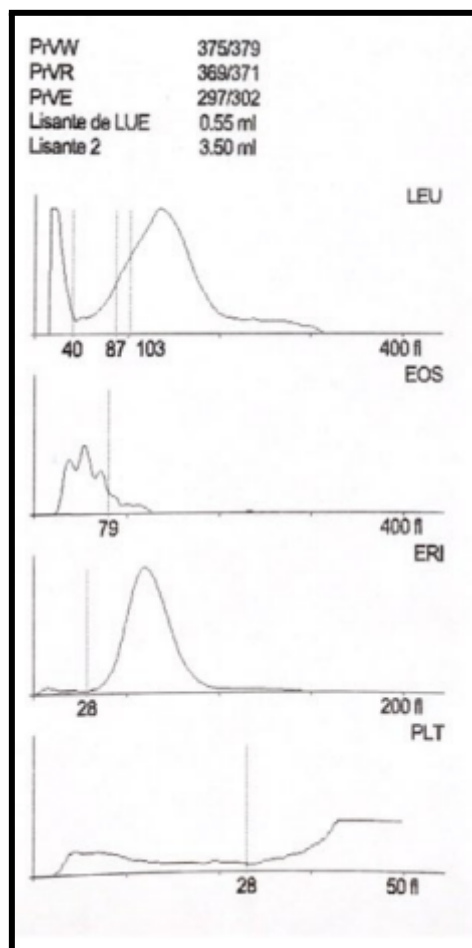 PrVW 375/379
PrVR 369/371
PrVE 297/302
Lisante de LUE 0.55 ml
Lisante 2 3.50 ml
LEU
40 87 103 400 fl
EOS
79 400 fl
ERI
28 200 fl
PLT
28 50 fl